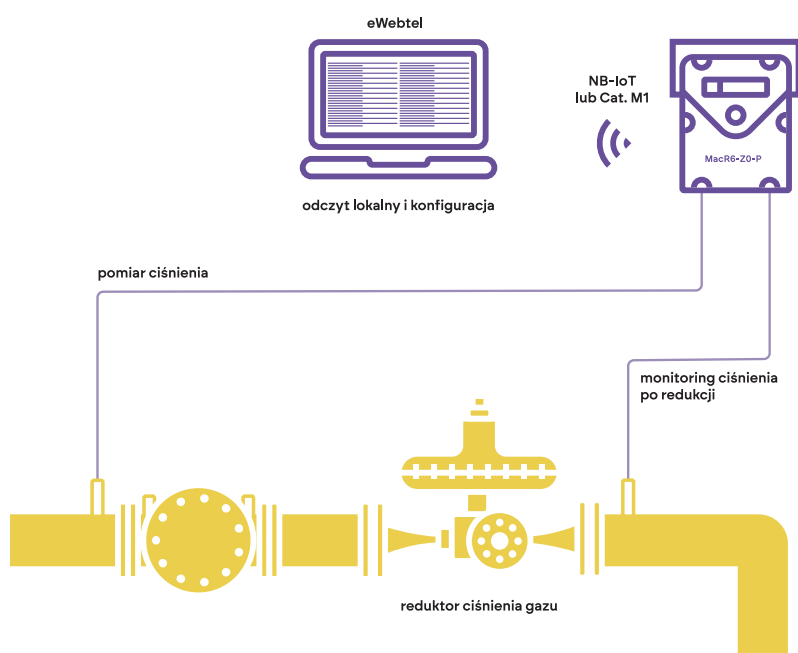 eWebtel
NB-IoT
lub Cat. M1
MacR6-Z0-P
odczyt lokalny i konfiguracja
pomiar ciśnienia
monitoring ciśnienia
po redukcji
reduktor ciśnienia gazu